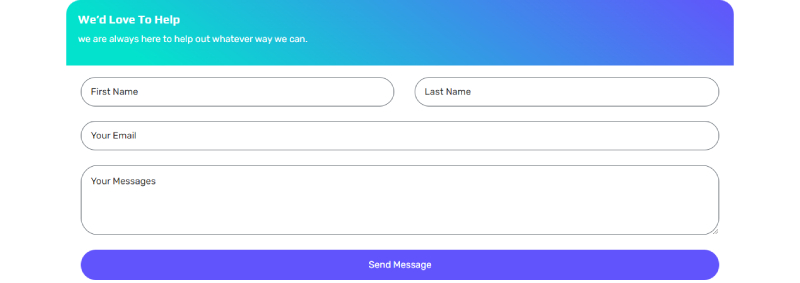 We'd Love To Help
we are always here to help out whatever way we can.
First Name
Last Name
Your Email
Your Messages
Send Message